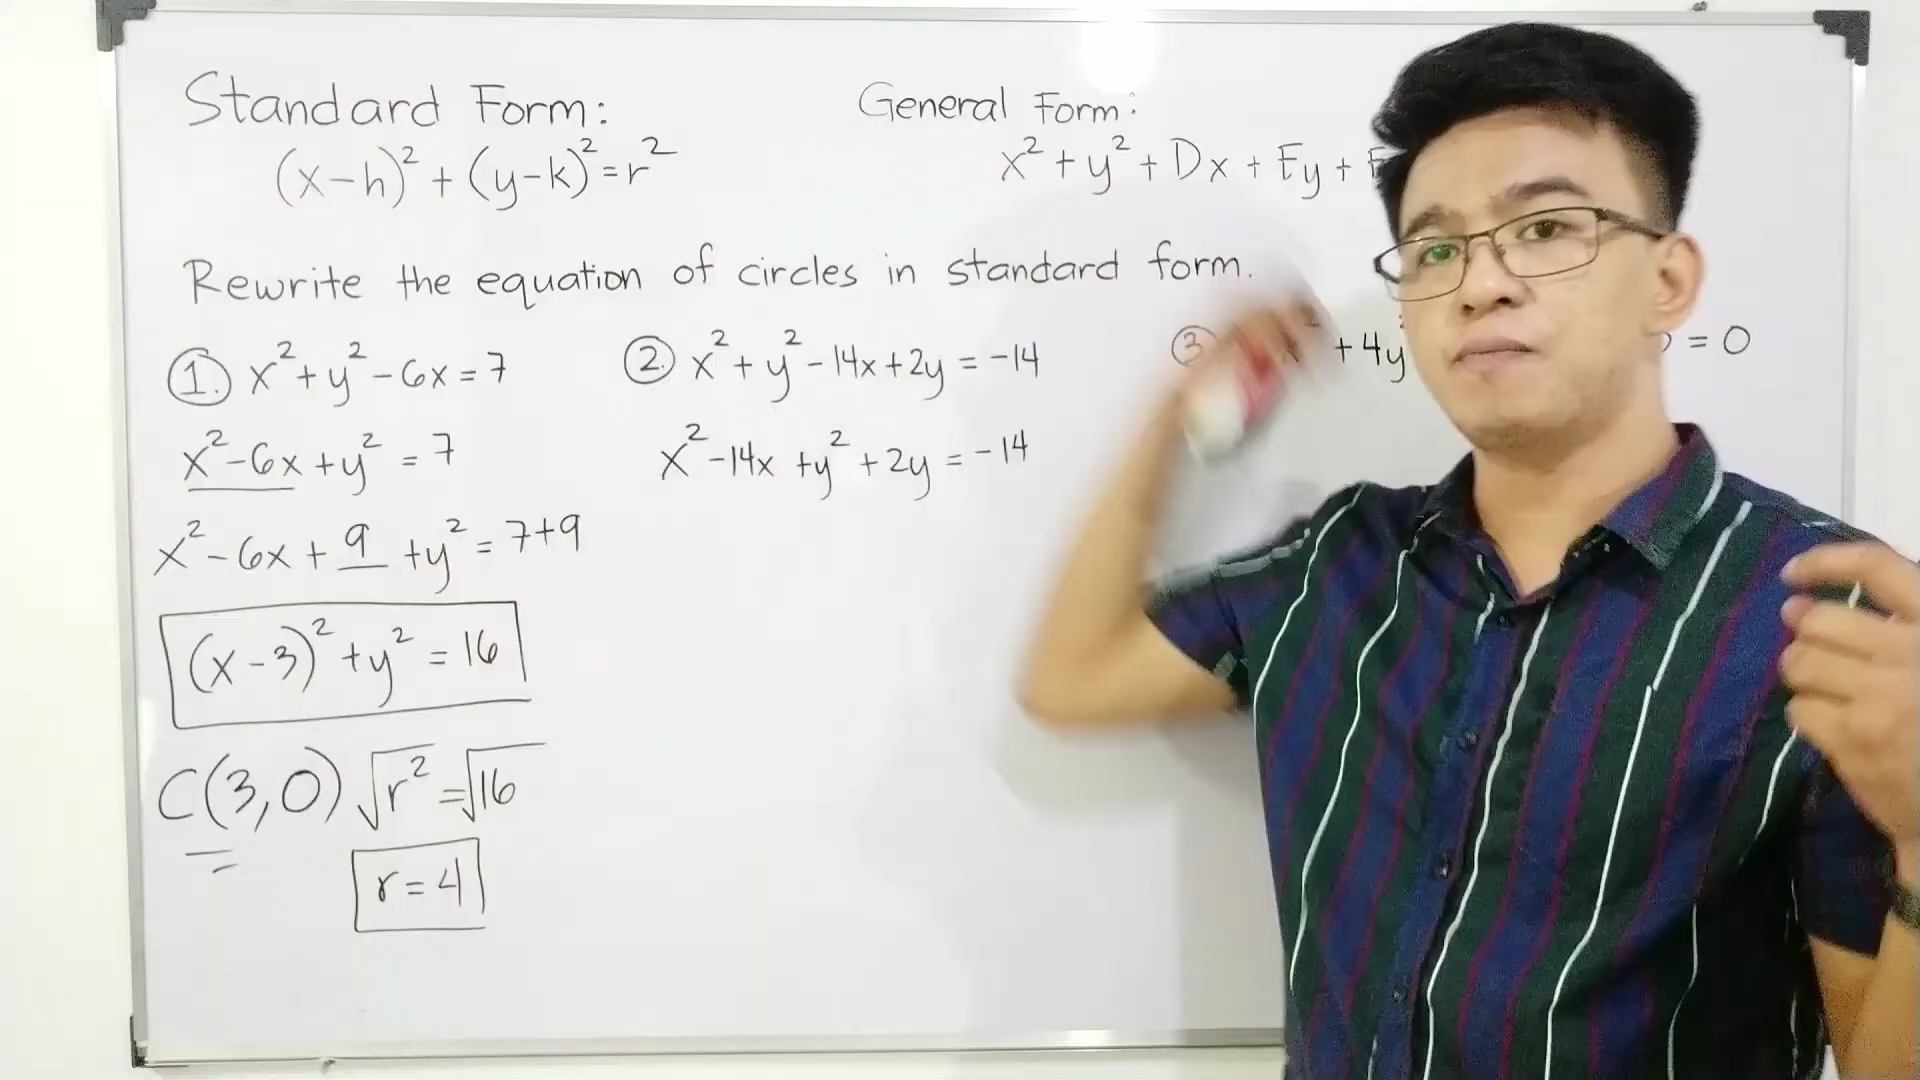 Standard Form:
(x-h)² + (y-k)² = r²
General Form:
x² + y² + Dx + Ey +
Rewrite the equation of circles in standard form.
1. x² + y² - 6x = 7
x² - 6x + y² = 7
x² - 6x + 9 + y² = 7+9
(x-3)² + y² = 16
C(3,0) √r² = √16
r = 4
2. x² + y² - 14x + 2y = -14
x² - 14x + y² + 2y = -14
3 + 4y = 0